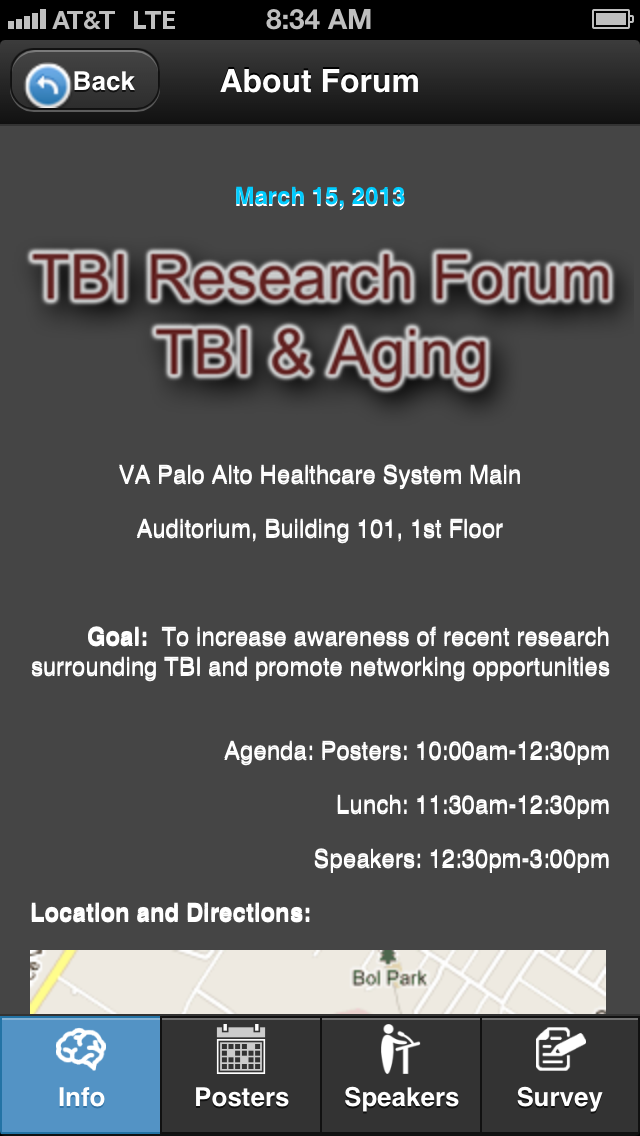 AT&T LTE 8:34 AM
Back About Forum
March 15, 2013
TBI Research Forum
TBI & Aging
VA Palo Alto Healthcare System Main
Auditorium, Building 101, 1st Floor
Goal: To increase awareness of recent research
surrounding TBI and promote networking opportunities
Agenda: Posters: 10:00am-12:30pm
Lunch: 11:30am-12:30pm
Speakers: 12:30pm-3:00pm
Location and Directions:
Bol Park
Info Posters Speakers Survey